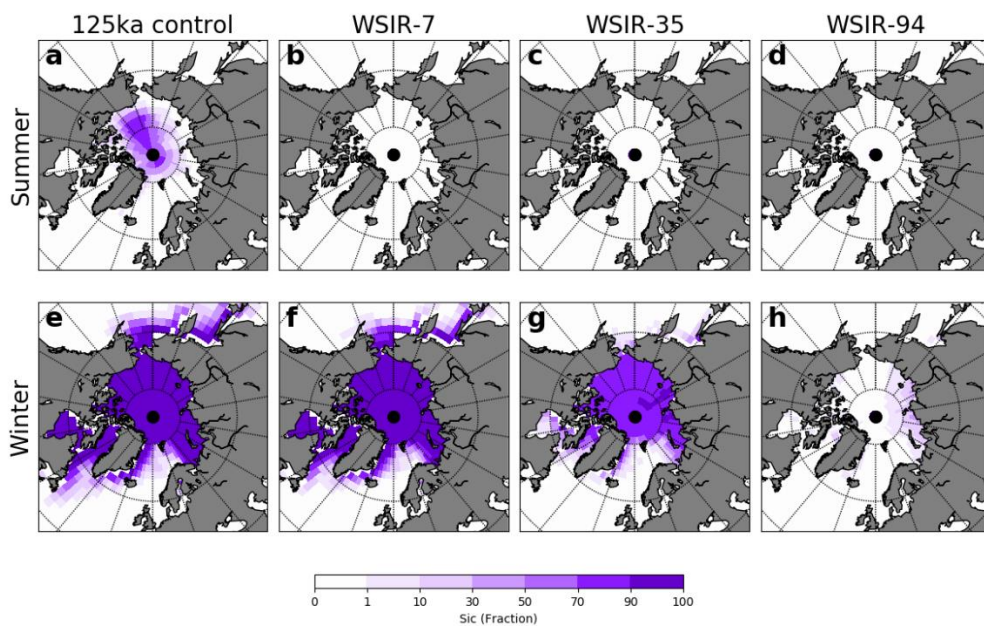 125ka control WSIR-7 WSIR-35 WSIR-94
Summer
a b c d
Winter
e f g h
0 1 10 30 50 70 90 100
Sic (Fraction)